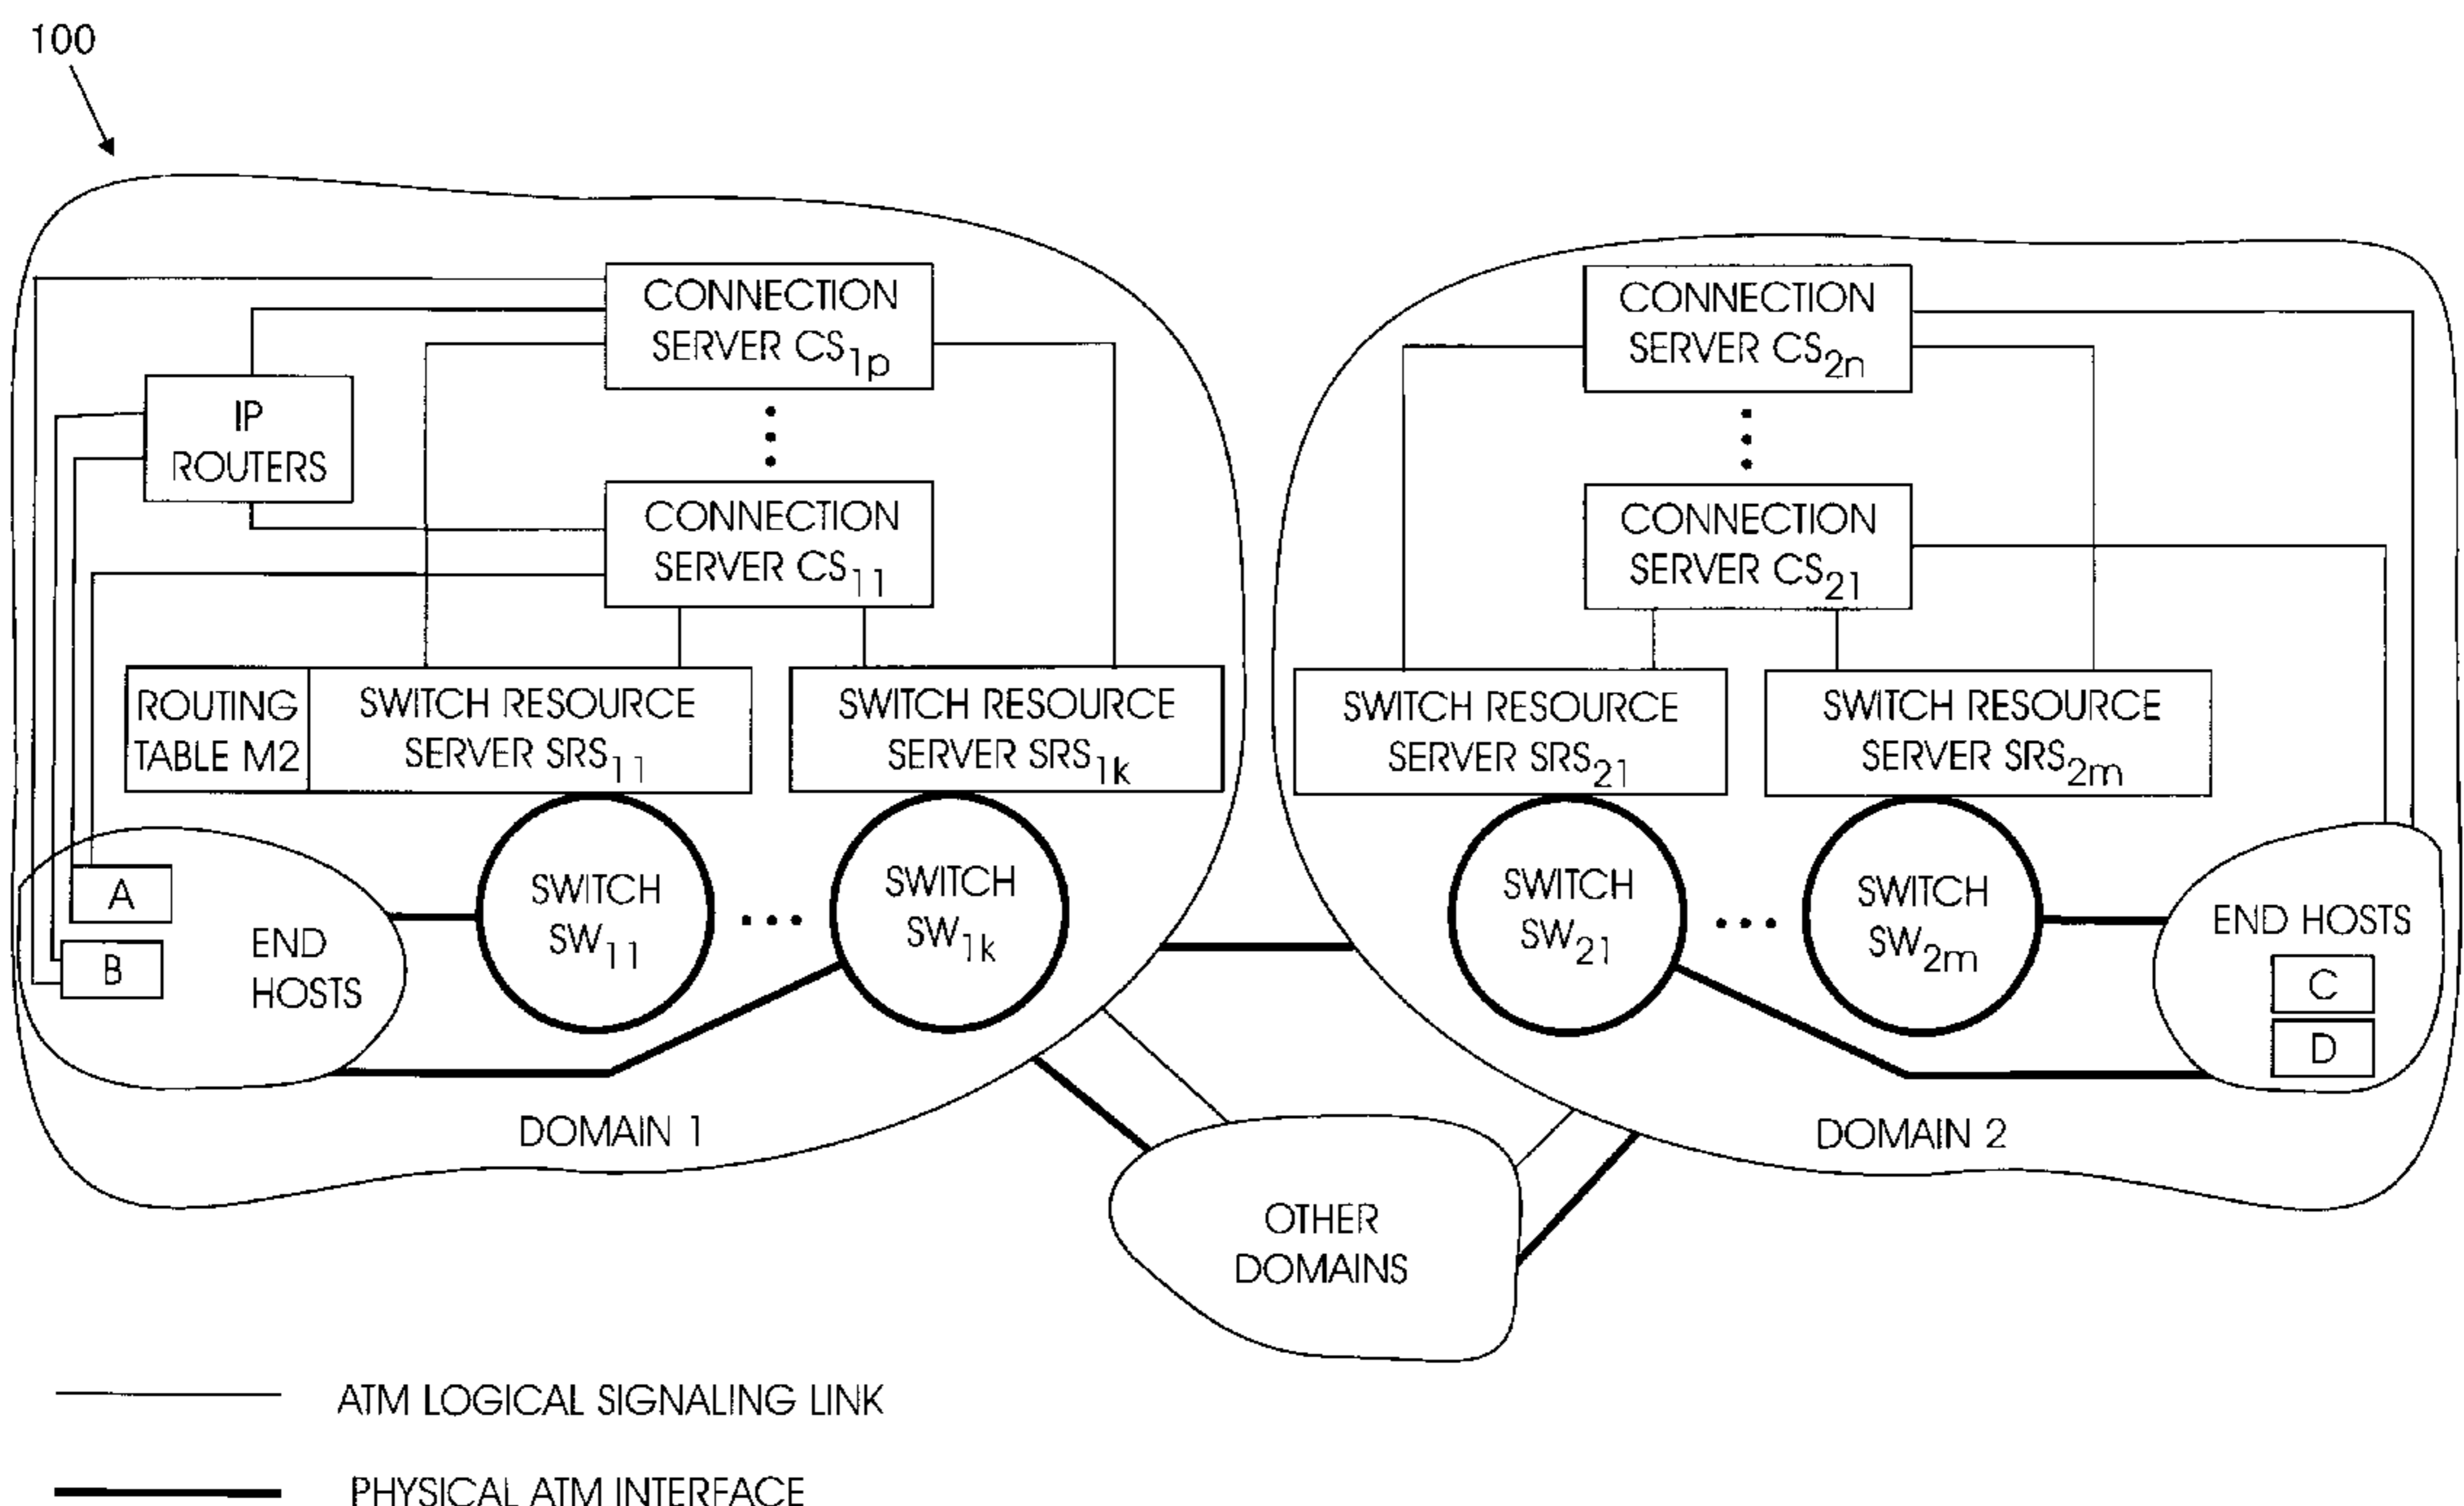 100
CONNECTION
SERVER CS1p
IP
ROUTERS
CONNECTION
SERVER CS11
ROUTING
TABLE M2
SWITCH RESOURCE
SERVER SRS11
SWITCH RESOURCE
SERVER SRS1k
A
B
END
HOSTS
SWITCH
SW11
SWITCH
SW1k
DOMAIN 1
CONNECTION
SERVER CS2n
CONNECTION
SERVER CS21
SWITCH RESOURCE
SERVER SRS21
SWITCH RESOURCE
SERVER SRS2m
SWITCH
SW21
SWITCH
SW2m
END HOSTS
C
D
DOMAIN 2
OTHER
DOMAINS
ATM LOGICAL SIGNALING LINK
PHYSICAL ATM INTERFACE